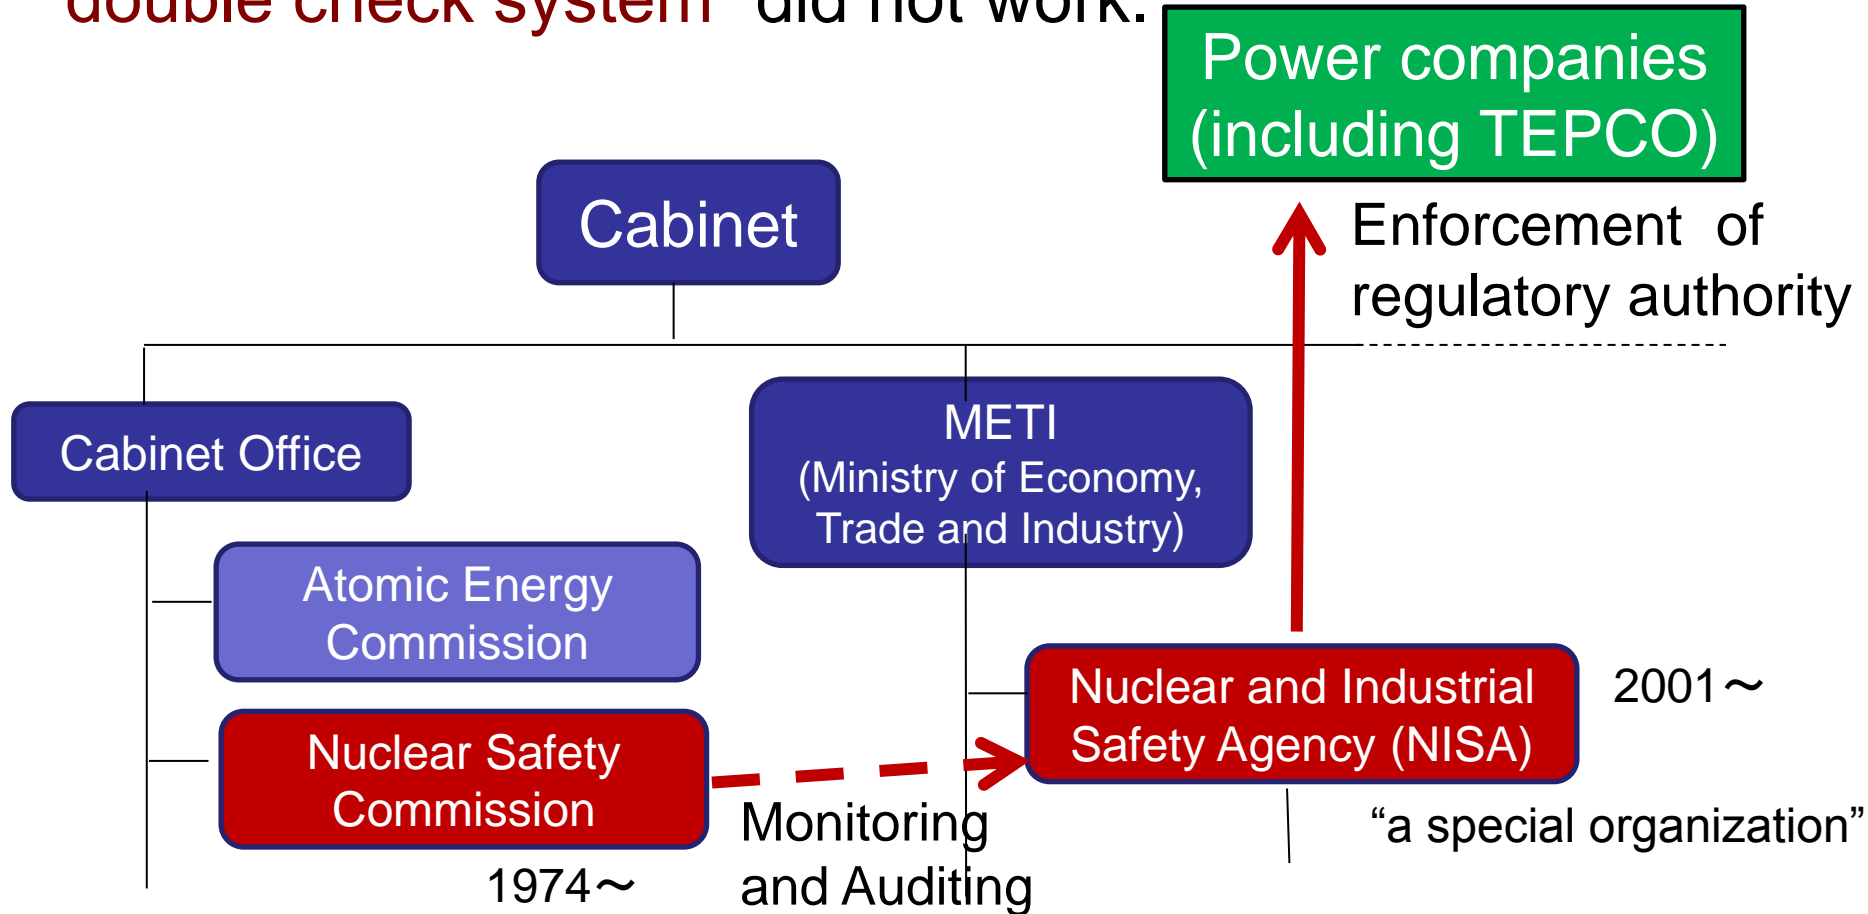 double check system did not work.
Power companies
(including TEPCO)
Cabinet
Enforcement of
regulatory authority
Cabinet Office
METI
(Ministry of Economy,
Trade and Industry)
Atomic Energy
Commission
Nuclear and Industrial
Safety Agency (NISA)
2001～
Nuclear Safety
Commission
1974～
Monitoring
and Auditing
“a special organization”